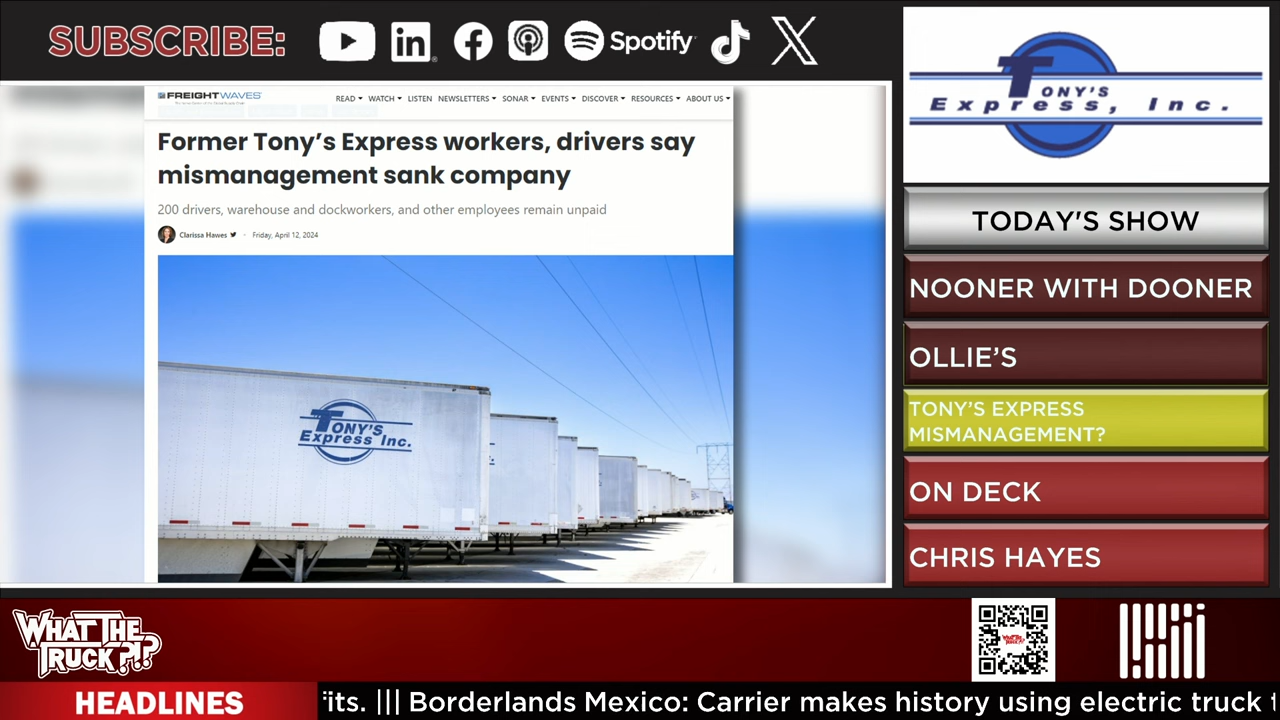 SUBSCRIBE:
Spotify
FREIGHTWAVES
READ WATCH LISTEN NEWSLETTERS SONAR EVENTS DISCOVER RESOURCES ABOUT US
Former Tony's Express workers, drivers say
mismanagement sank company
200 drivers, warehouse and dockworkers, and other employees remain unpaid
Clarissa Hawes · Friday, April 12, 2024
TONY'S
Express Inc.
TONY'S
Express, Inc.
TODAY'S SHOW
NOONER WITH DOONER
OLLIE'S
TONY'S EXPRESS
MISMANAGEMENT?
ON DECK
CHRIS HAYES
WHAT THE
TRUCK?!?
HEADLINES
its. ||| Borderlands Mexico: Carrier makes history using electric truck t